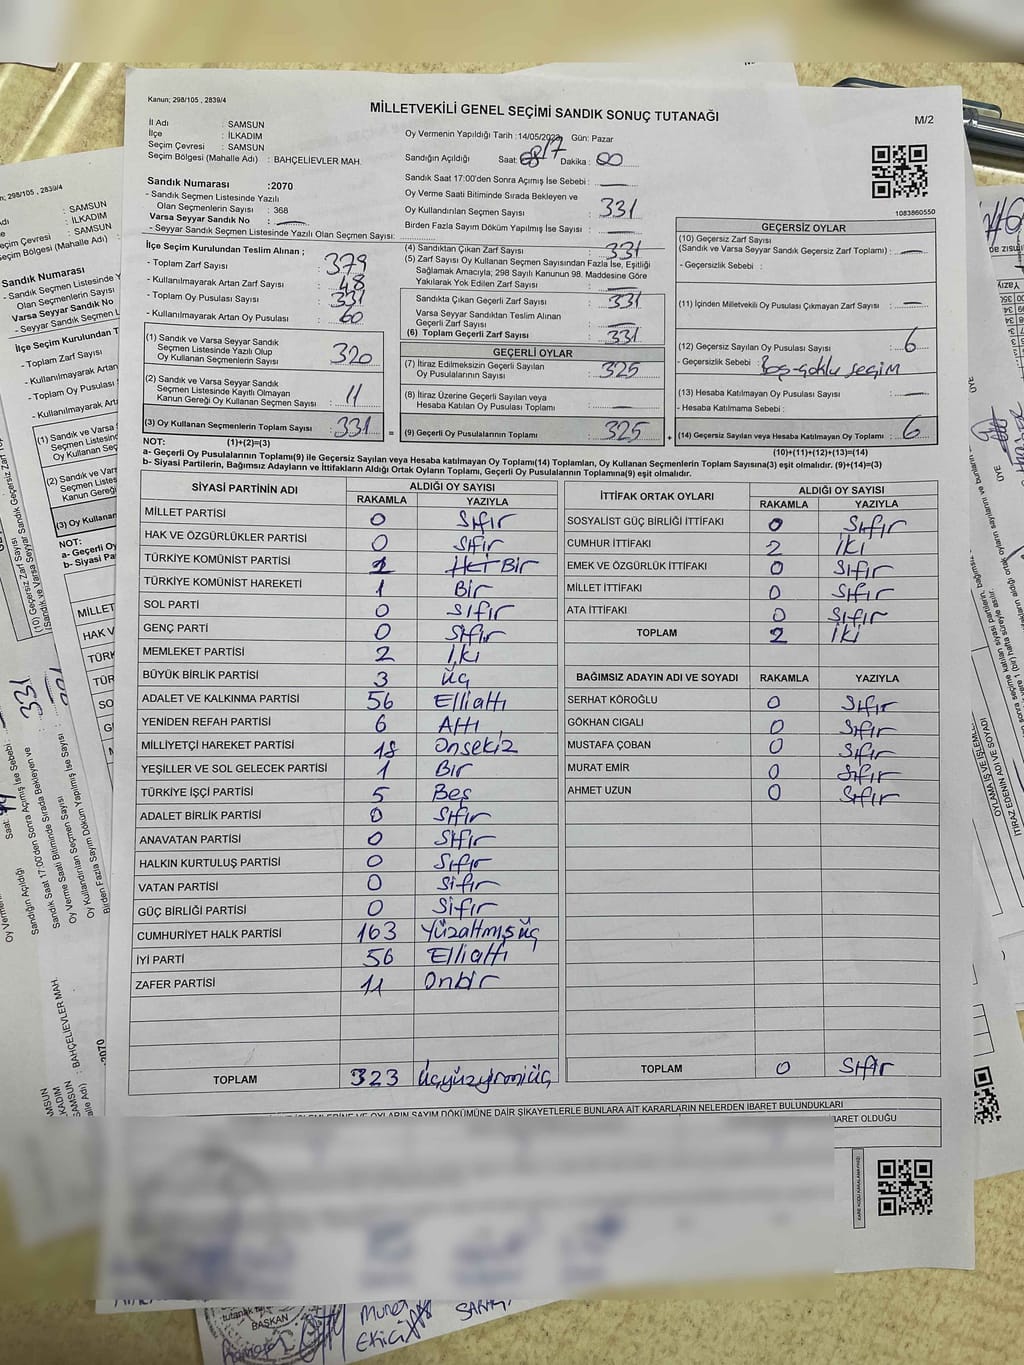 Kanun; 298/105 , 2839/4
MİLLETVEKİLİ GENEL SEÇİMİ SANDIK SONUÇ TUTANAĞI
M/2
İl Adı : SAMSUN
İlçe : İLKADIM
Seçim Çevresi : SAMSUN
Seçim Bölgesi (Mahalle Adı) : BAHÇELİEVLER MAH.
Oy Vermenin Yapıldığı Tarih : 14/05/2023 Gün: Pazar
Sandığın Açıldığı Saat: 17 Dakika : 00
Sandık Saat 17:00'den Sonra Açımış İse Sebebi :
Oy Verme Saati Bitiminde Sırada Bekleyen ve
Oy Kullandırılan Seçmen Sayısı : 331
Birden Fazla Sayım Döküm Yapılmış İse Sayısı :
1083860550
Sandık Numarası :2070
- Sandık Seçmen Listesinde Yazılı
Olan Seçmenlerin Sayısı : 368
Varsa Seyyar Sandık No :
- Seyyar Sandık Seçmen Listesinde Yazılı Olan Seçmen Sayısı:
İlçe Seçim Kurulundan Teslim Alınan ;
- Toplam Zarf Sayısı : 379
- Kullanılmayarak Artan Zarf Sayısı : 48
- Toplam Oy Pusulası Sayısı : 331
- Kullanılmayarak Artan Oy Pusulası : 60
(1) Sandık ve Varsa Seyyar Sandık
Seçmen Listesinde Yazılı Olup
Oy Kullanan Seçmenlerin Sayısı : 320
(2) Sandık ve Varsa Seyyar Sandık
Seçmen Listelerinde Kayıtlı Olmayan
Kanun Gereği Oy Kullanan Seçmen Sayısı : 11
(3) Oy Kullanan Seçmenlerin Toplam Sayısı : 331 =
(4) Sandıktan Çıkan Zarf Sayısı : 331
(5) Zarf Sayısı Oy Kullanan Seçmen Sayısından Fazla İse, Eşitliği
Sağlamak Amacıyla; 298 Sayılı Kanunun 98. Maddesine Göre
Yakılarak Yok Edilen Zarf Sayısı :
Sandıkta Çıkan Geçerli Zarf Sayısı : 331
Varsa Seyyar Sandıktan Teslim Alınan
Geçerli Zarf Sayısı :
(6) Toplam Geçerli Zarf Sayısı : 331
GEÇERLİ OYLAR
(7) İtiraz Edilmeksizin Geçerli Sayılan
Oy Pusulalarının Sayısı : 325
(8) İtiraz Üzerine Geçerli Sayılan veya
Hesaba Katılan Oy Pusulası Toplamı :
(9) Geçerli Oy Pusulalarının Toplamı : 325 +
GEÇERSİZ OYLAR
(10) Geçersiz Zarf Sayısı
(Sandık ve Varsa Seyyar Sandık Geçersiz Zarf Toplamı) :
- Geçersizlik Sebebi :
(11) İçinden Milletvekili Oy Pusulası Çıkmayan Zarf Sayısı :
(12) Geçersiz Sayılan Oy Pusulası Sayısı : 6
- Geçersizlik Sebebi : Boş-çoklu seçim
(13) Hesaba Katılmayan Oy Pusulası Sayısı :
- Hesaba Katılmama Sebebi :
(14) Geçersiz Sayılan veya Hesaba Katılmayan Oy Toplamı : 6
NOT: (1)+(2)=(3)
(10)+(11)+(12)+(13)=(14)
a- Geçerli Oy Pusulalarının Toplamı(9) ile Geçersiz Sayılan veya Hesaba katılmayan Oy Toplamı(14) Toplamları, Oy Kullanan Seçmenlerin Toplam Sayısına(3) eşit olmalıdır. (9)+(14)=(3)
b- Siyasi Partilerin, Bağımsız Adayların ve İttifakların Aldığı Ortak Oyların Toplamı, Geçerli Oy Pusulalarının Toplamına(9) eşit olmalıdır.
SİYASİ PARTİNİN ADI ALDIĞI OY SAYISI
RAKAMLA YAZIYLA
MİLLET PARTİSİ 0 Sıfır
HAK VE ÖZGÜRLÜKLER PARTİSİ 0 Sıfır
TÜRKİYE KOMÜNİST PARTİSİ 1 Bir
TÜRKİYE KOMÜNİST HAREKETİ 1 Bir
SOL PARTİ 0 Sıfır
GENÇ PARTİ 0 Sıfır
MEMLEKET PARTİSİ 2 İki
BÜYÜK BİRLİK PARTİSİ 3 Üç
ADALET VE KALKINMA PARTİSİ 56 Ellialtı
YENİDEN REFAH PARTİSİ 6 Altı
MİLLİYETÇİ HAREKET PARTİSİ 18 Onsekiz
YEŞİLLER VE SOL GELECEK PARTİSİ 1 Bir
TÜRKİYE İŞÇİ PARTİSİ 5 Beş
ADALET BİRLİK PARTİSİ 0 Sıfır
ANAVATAN PARTİSİ 0 Sıfır
HALKIN KURTULUŞ PARTİSİ 0 Sıfır
VATAN PARTİSİ 0 Sıfır
GÜÇ BİRLİĞİ PARTİSİ 0 Sıfır
CUMHURİYET HALK PARTİSİ 163 Yüzaltmışüç
İYİ PARTİ 56 Ellialtı
ZAFER PARTİSİ 11 Onbir
TOPLAM 323 Üçyüzyirmiüç
İTTİFAK ORTAK OYLARI ALDIĞI OY SAYISI
RAKAMLA YAZIYLA
SOSYALİST GÜÇ BİRLİĞİ İTTİFAKI 0 Sıfır
CUMHUR İTTİFAKI 2 İki
EMEK VE ÖZGÜRLÜK İTTİFAKI 0 Sıfır
MİLLET İTTİFAKI 0 Sıfır
ATA İTTİFAKI 0 Sıfır
TOPLAM 2 İki
BAĞIMSIZ ADAYIN ADI VE SOYADI RAKAMLA YAZIYLA
SERHAT KÖROĞLU 0 Sıfır
GÖKHAN CIGALI 0 Sıfır
MUSTAFA ÇOBAN 0 Sıfır
MURAT EMİR 0 Sıfır
AHMET UZUN 0 Sıfır
TOPLAM 0 Sıfır
İŞLEMLERİNE VE OYLARIN SAYIM DÖKÜMÜNE DAİR ŞİKAYETLERLE BUNLARA AİT KARARLARIN NELERDEN İBARET BULUNDUKLARI
İBARET OLDUĞU
BAŞKAN
Ekici